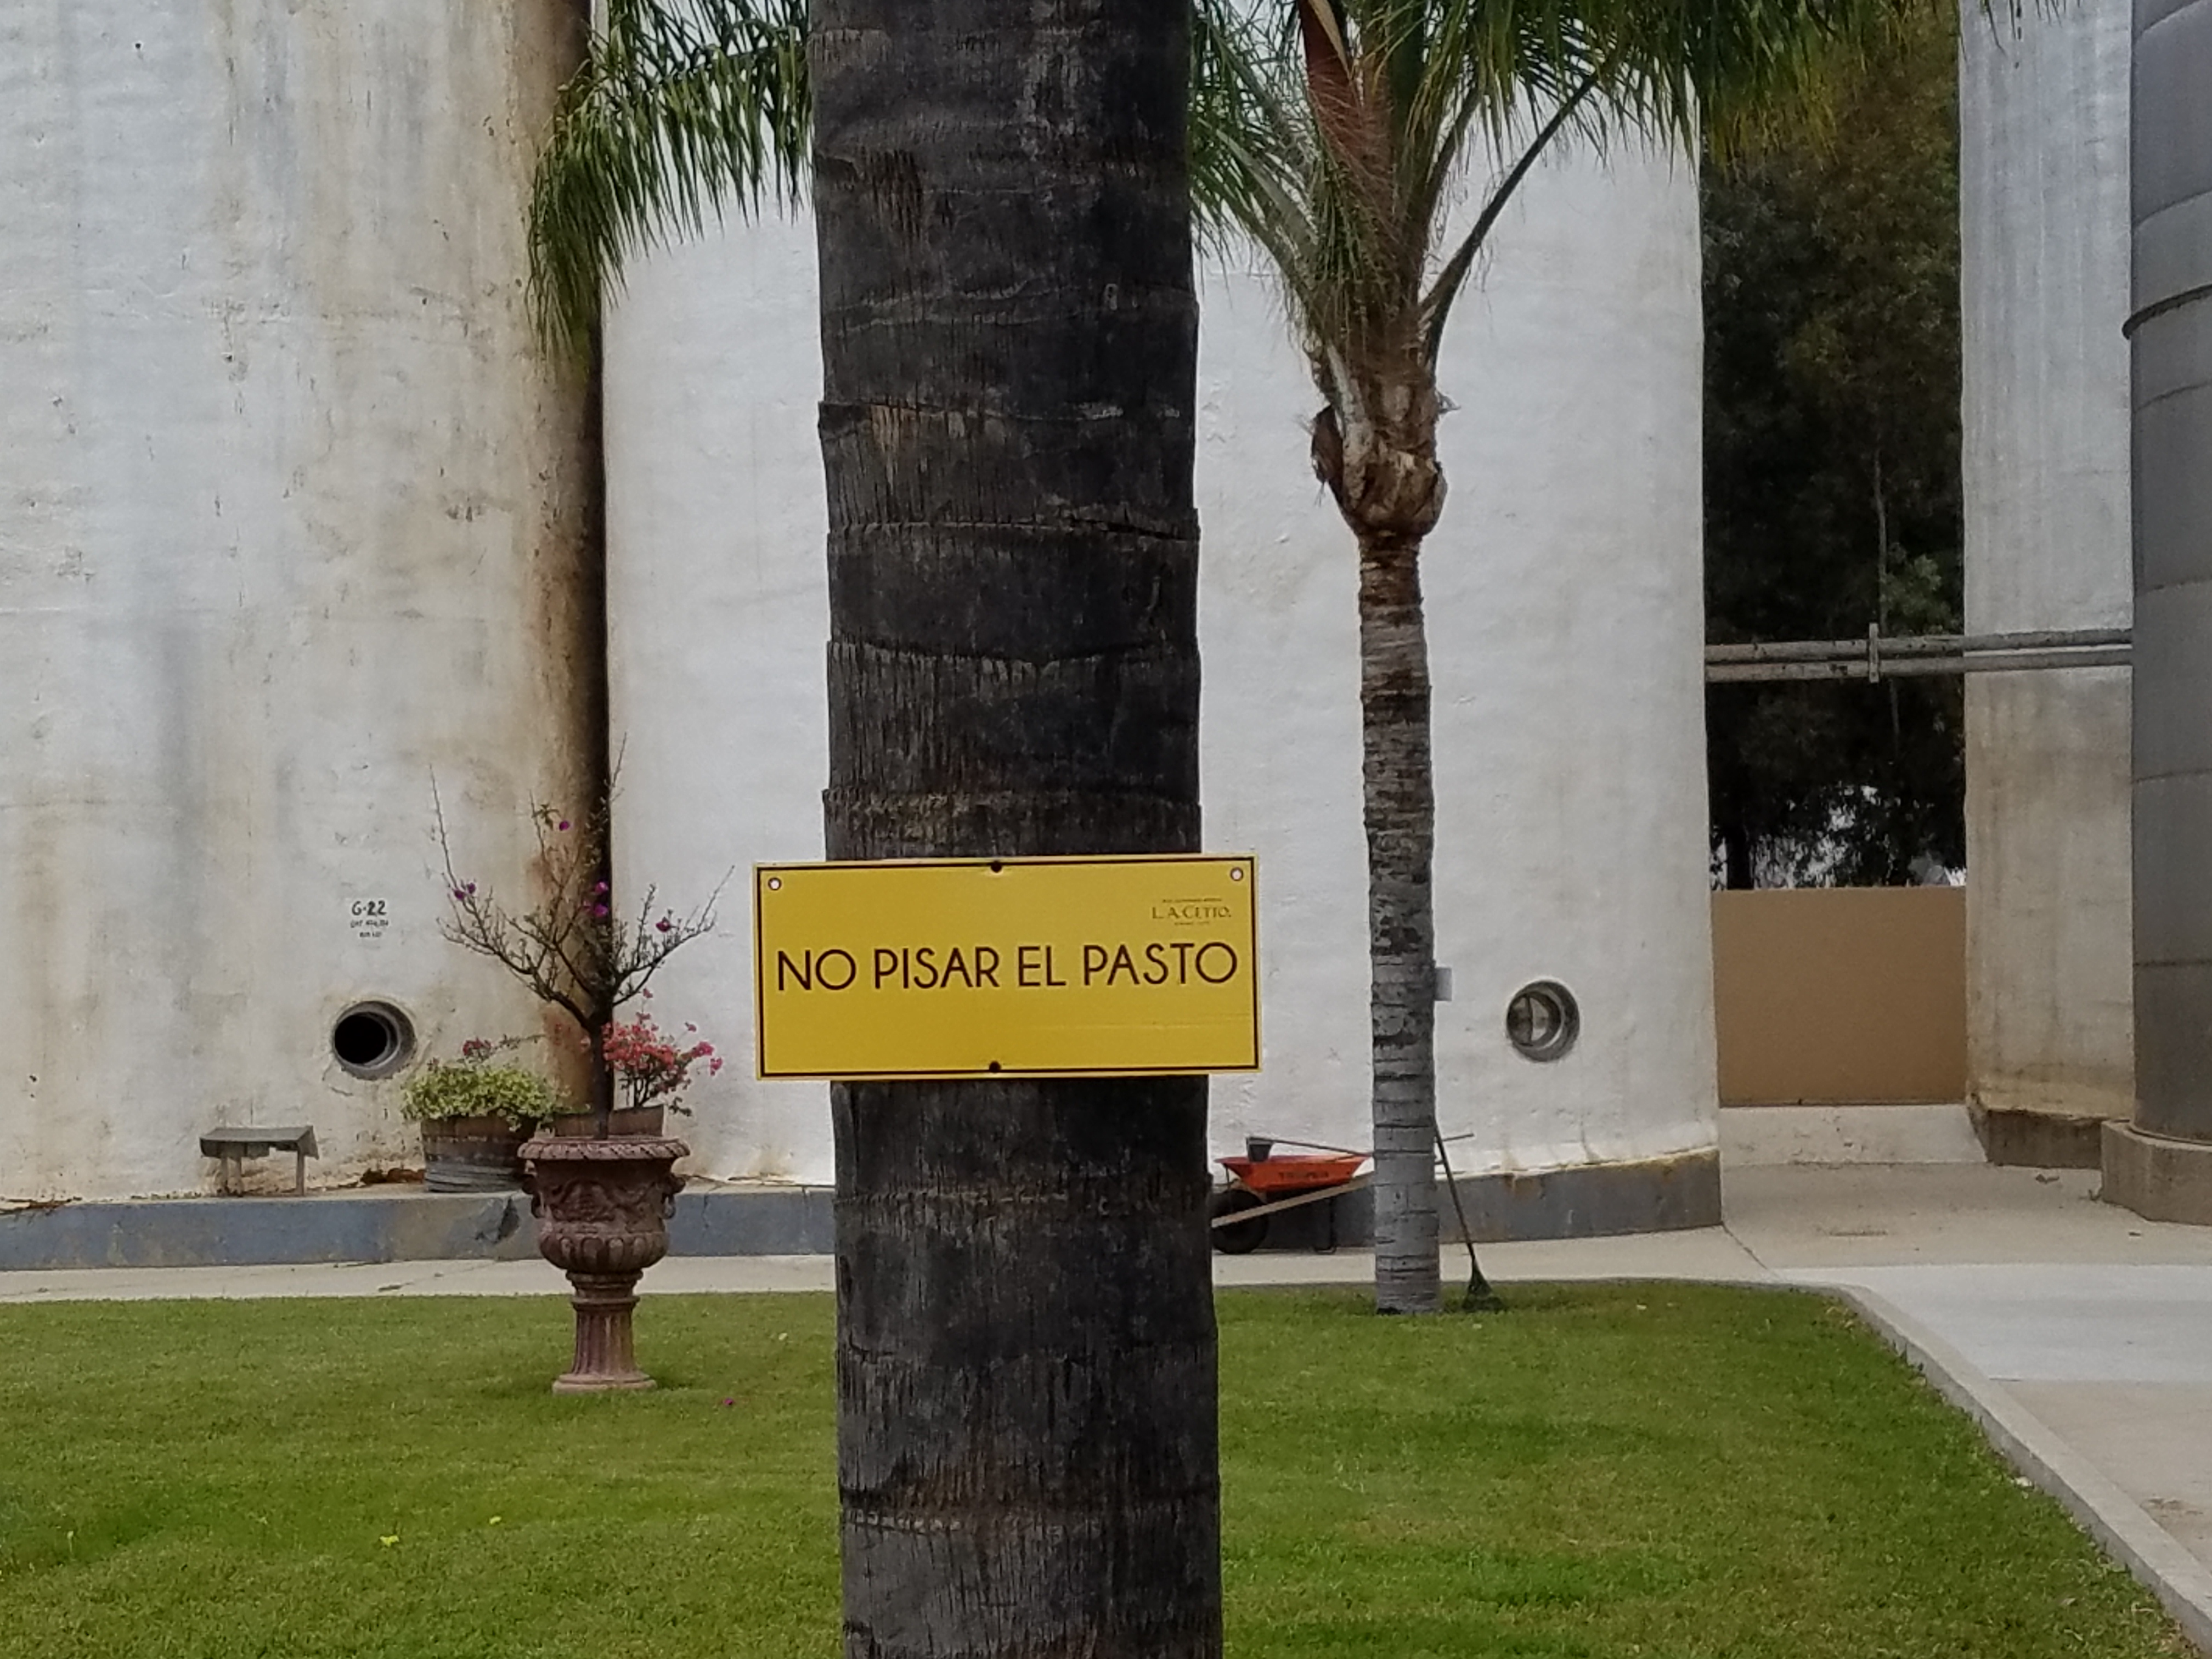 L.A. CETTO.
NO PISAR EL PASTO
G-22